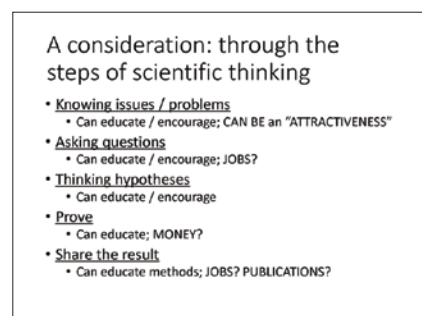 A consideration: through the
steps of scientific thinking
• Knowing issues / problems
• Can educate / encourage; CAN BE an “ATTRACTIVENESS”
• Asking questions
• Can educate / encourage; JOBS?
• Thinking hypotheses
• Can educate / encourage
• Prove
• Can educate; MONEY?
• Share the result
• Can educate methods; JOBS? PUBLICATIONS?